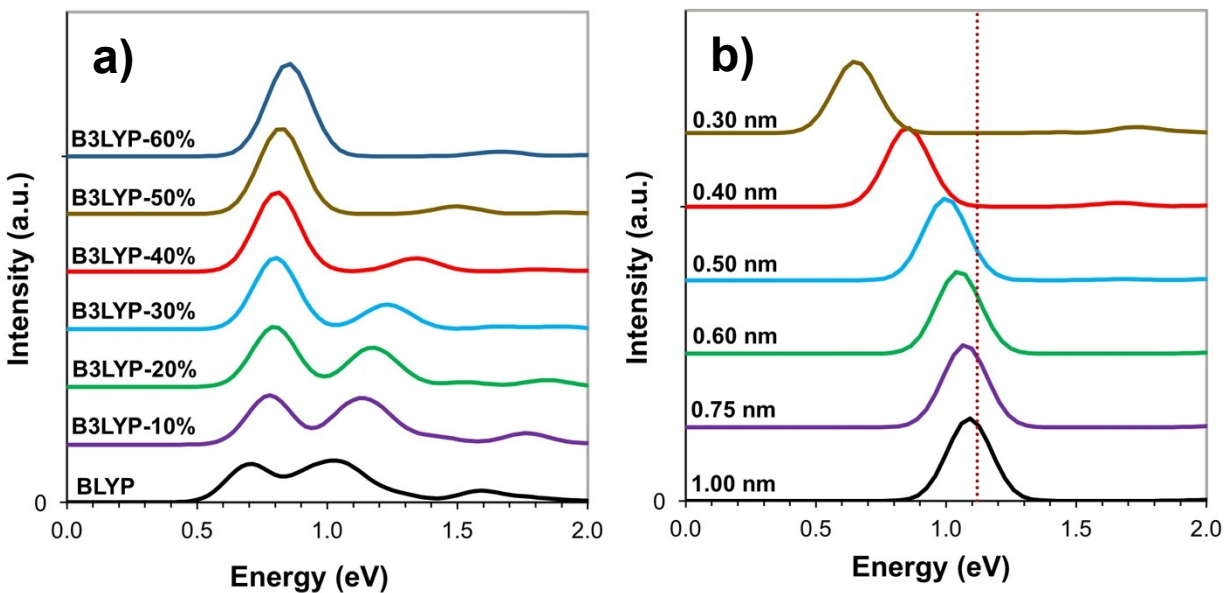 a)
B3LYP-60%
B3LYP-50%
B3LYP-40%
B3LYP-30%
B3LYP-20%
B3LYP-10%
BLYP
Intensity (a.u.)
0
0.0 0.5 1.0 1.5 2.0
Energy (eV)
b)
0.30 nm
0.40 nm
0.50 nm
0.60 nm
0.75 nm
1.00 nm
Intensity (a.u.)
0
0.0 0.5 1.0 1.5 2.0
Energy (eV)